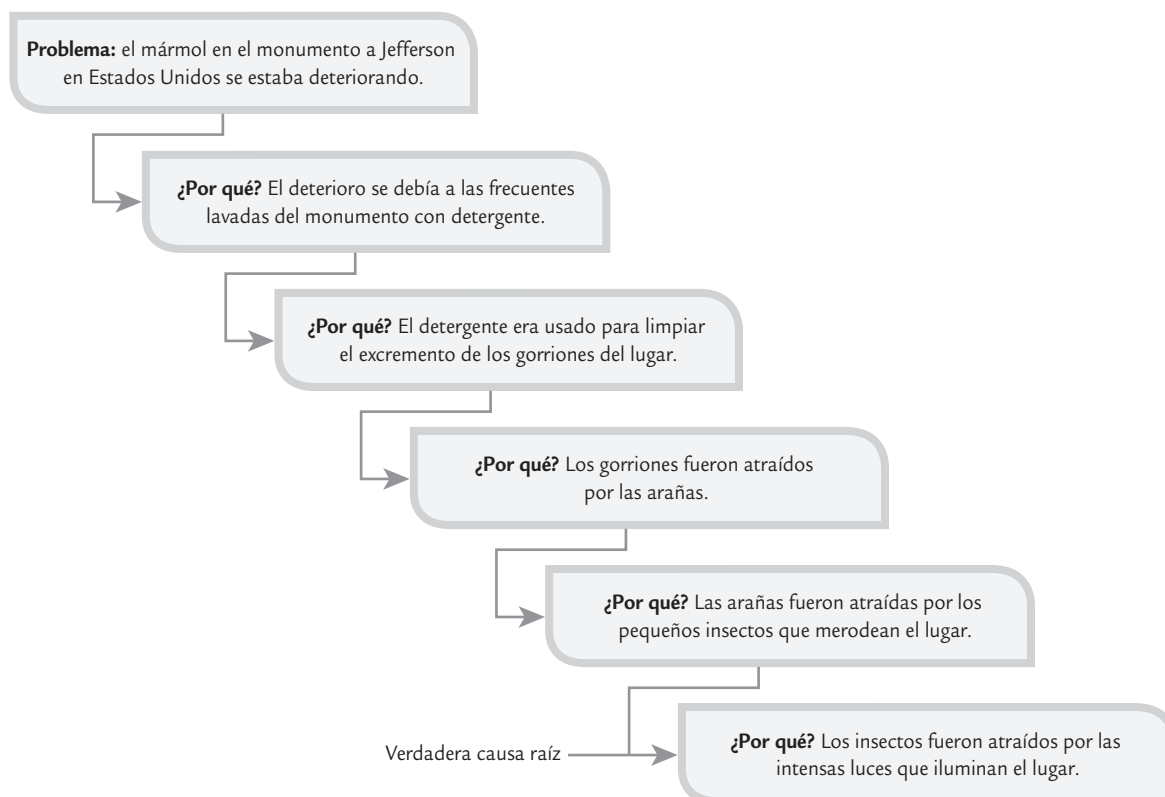 Problema: el mármol en el monumento a Jefferson
en Estados Unidos se estaba deteriorando.
¿Por qué? El deterioro se debía a las frecuentes
lavadas del monumento con detergente.
¿Por qué? El detergente era usado para limpiar
el excremento de los gorriones del lugar.
¿Por qué? Los gorriones fueron atraídos
por las arañas.
¿Por qué? Las arañas fueron atraídas por los
pequeños insectos que merodean el lugar.
Verdadera causa raíz
¿Por qué? Los insectos fueron atraídos por las
intensas luces que iluminan el lugar.